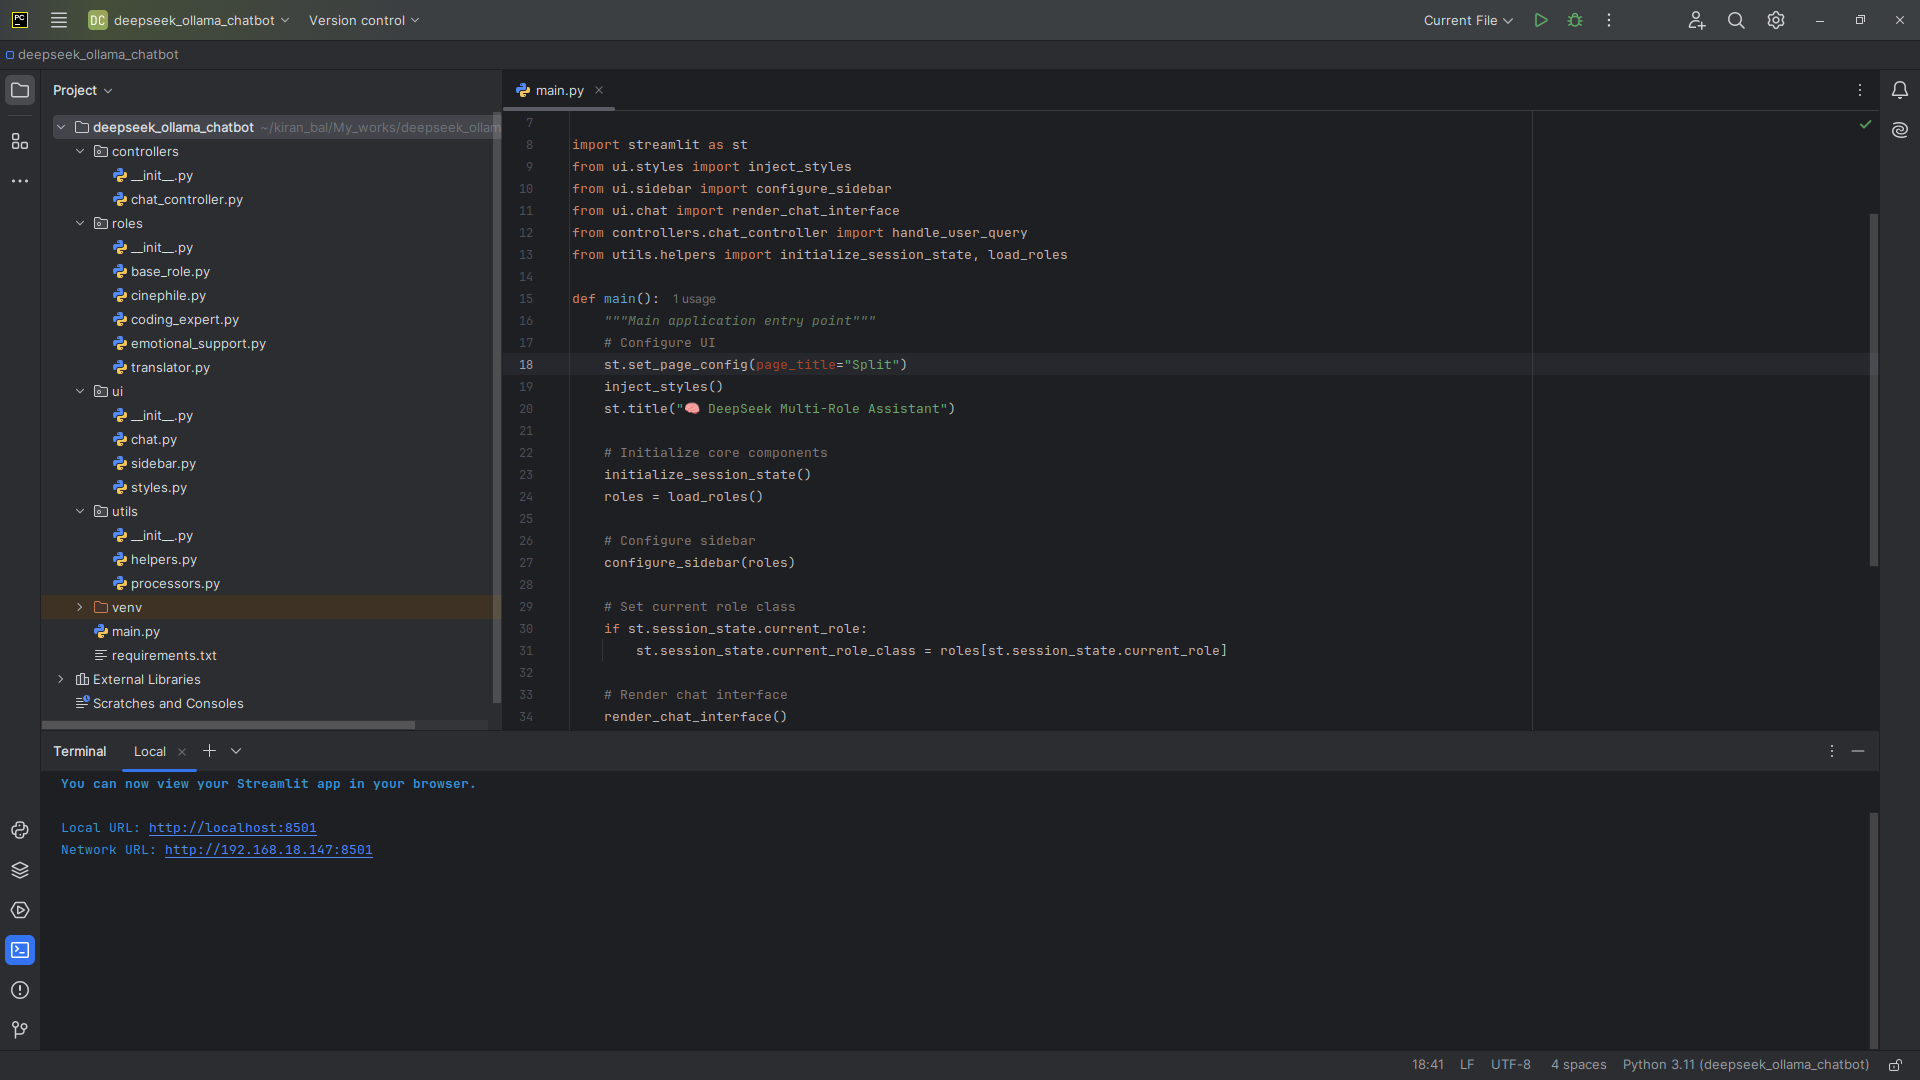 PC
DC deepseek_ollama_chatbot Version control Current File
deepseek_ollama_chatbot
Project
deepseek_ollama_chatbot ~/kiran_bal/My_works/deepseek_ollam
controllers
__init__.py
chat_controller.py
roles
__init__.py
base_role.py
cinephile.py
coding_expert.py
emotional_support.py
translator.py
ui
__init__.py
chat.py
sidebar.py
styles.py
utils
__init__.py
helpers.py
processors.py
venv
main.py
requirements.txt
External Libraries
Scratches and Consoles
main.py
7
8 import streamlit as st
9 from ui.styles import inject_styles
10 from ui.sidebar import configure_sidebar
11 from ui.chat import render_chat_interface
12 from controllers.chat_controller import handle_user_query
13 from utils.helpers import initialize_session_state, load_roles
14
15 def main(): 1 usage
16 """Main application entry point"""
17 # Configure UI
18 st.set_page_config(page_title="Split")
19 inject_styles()
20 st.title("🧠 DeepSeek Multi-Role Assistant")
21
22 # Initialize core components
23 initialize_session_state()
24 roles = load_roles()
25
26 # Configure sidebar
27 configure_sidebar(roles)
28
29 # Set current role class
30 if st.session_state.current_role:
31 st.session_state.current_role_class = roles[st.session_state.current_role]
32
33 # Render chat interface
34 render_chat_interface()
Terminal Local
You can now view your Streamlit app in your browser.
Local URL: http://localhost:8501
Network URL: http://192.168.18.147:8501
18:41 LF UTF-8 4 spaces Python 3.11 (deepseek_ollama_chatbot)